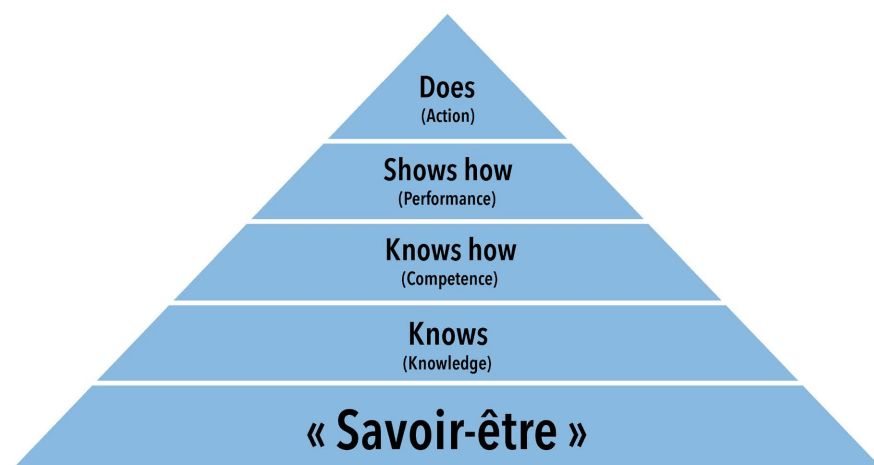 Does
(Action)
Shows how
(Performance)
Knows how
(Competence)
Knows
(Knowledge)
« Savoir-être »